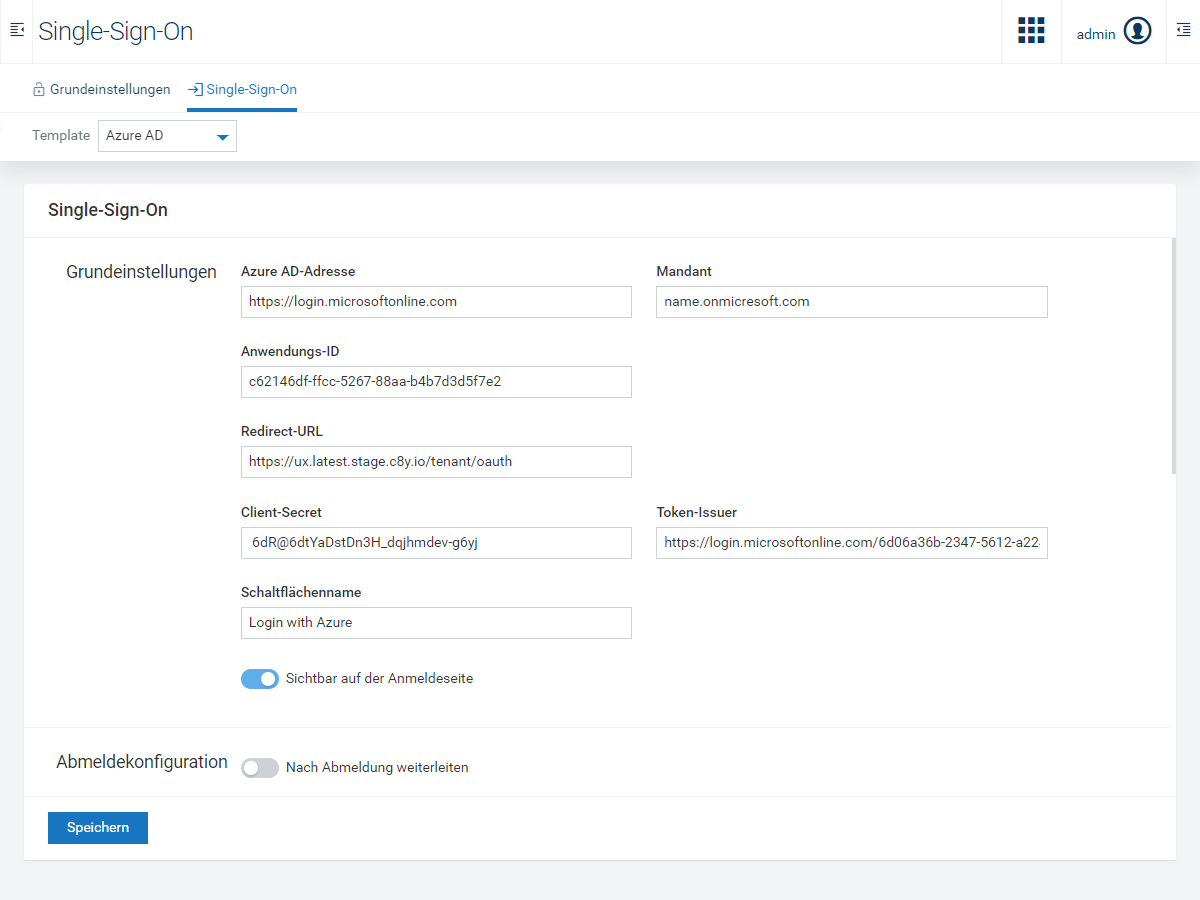 Single-Sign-On
admin
Grundeinstellungen
Single-Sign-On
Template
Azure AD
Single-Sign-On
Grundeinstellungen
Azure AD-Adresse
Mandant
https://login.microsoftonline.com
name.onmicresoft.com
Anwendungs-ID
c62146df-ffcc-5267-88aa-b4b7d3d5f7e2
Redirect-URL
https://ux.latest.stage.c8y.io/tenant/oauth
Client-Secret
Token-Issuer
6dR@6dtYaDstDn3H_dqjhmdev-g6yj
https://login.microsoftonline.com/6d06a36b-2347-5612-a22
Schaltflächenname
Login with Azure
Sichtbar auf der Anmeldeseite
Abmeldekonfiguration
Nach Abmeldung weiterleiten
Speichern